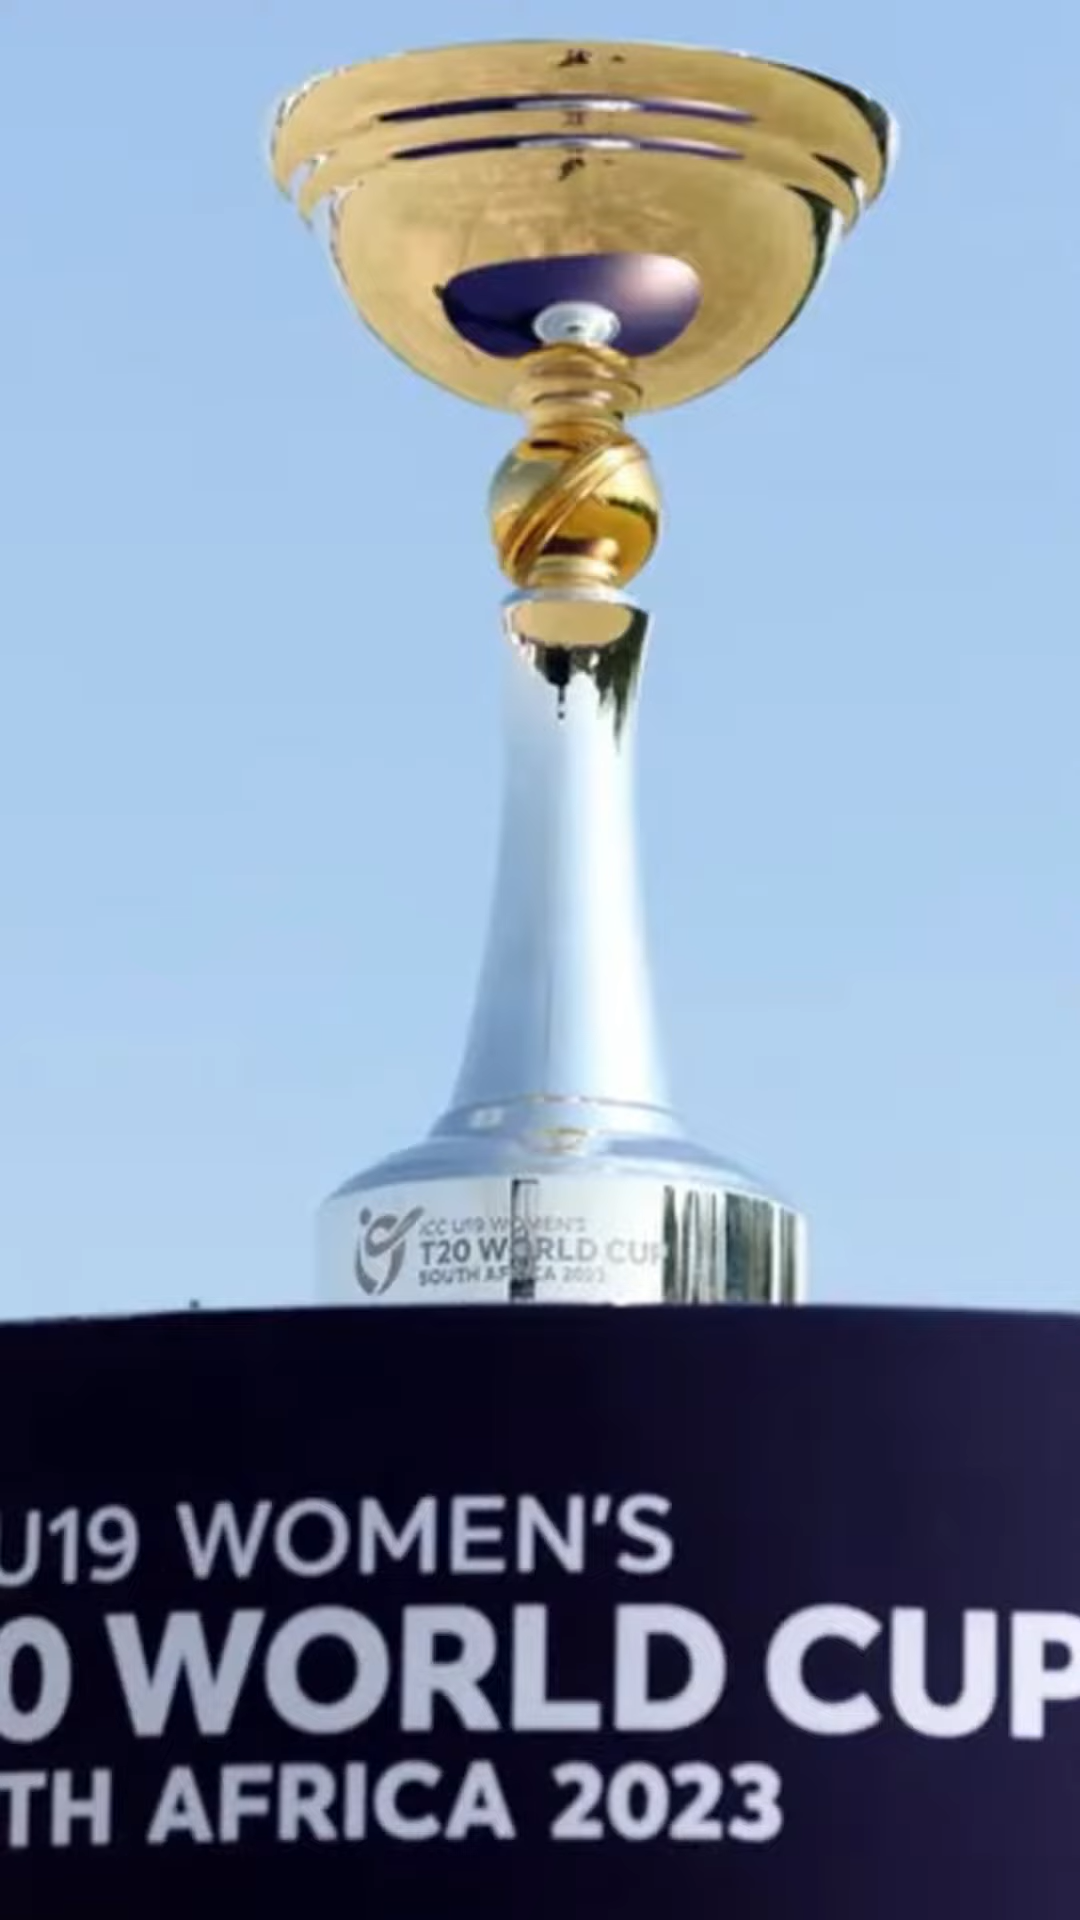 ICC U19 WOMEN'S
T20 WORLD CUP
SOUTH AFRICA 2023
U19 WOMEN'S
0 WORLD CUP
TH AFRICA 2023